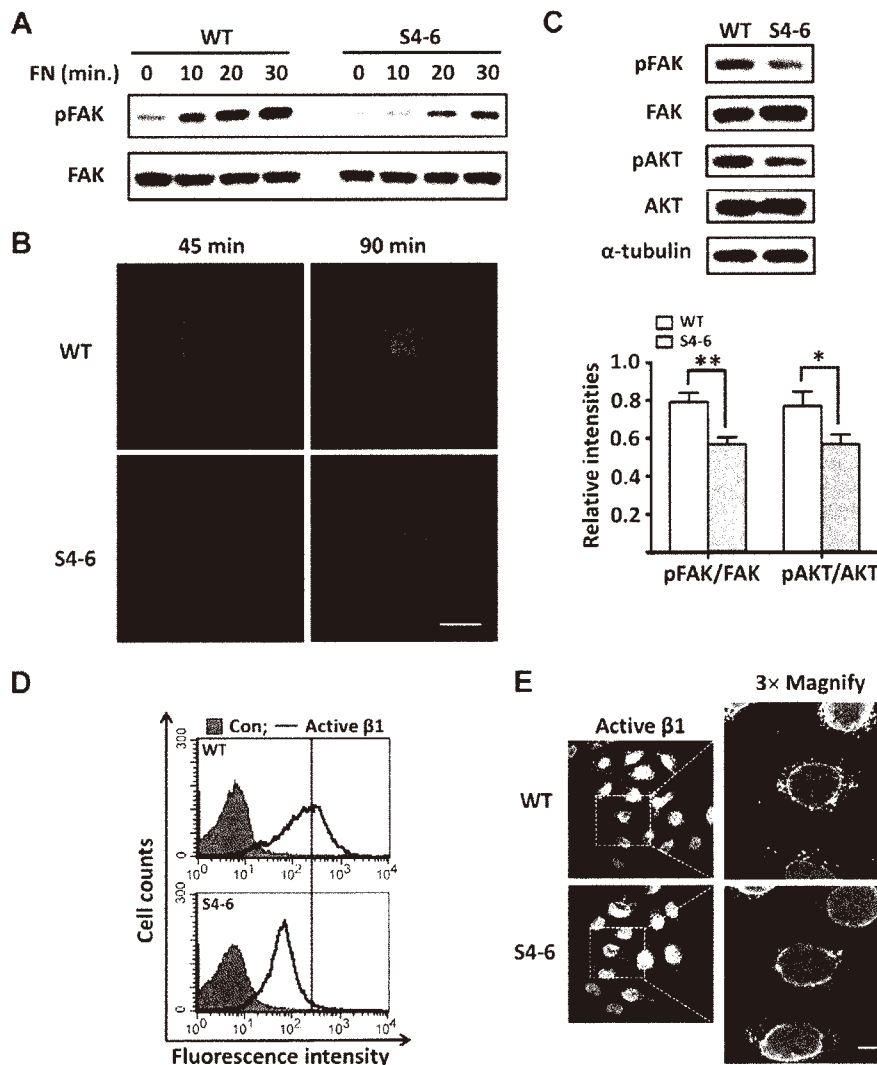 A
WT S4-6
FN (min.) 0 10 20 30 0 10 20 30
pFAK
FAK
B
45 min 90 min
WT
S4-6
C
WT S4-6
pFAK
FAK
pAKT
AKT
α-tubulin
WT
S4-6
Relative intensities
1.0
0.8
0.6
0.4
0.2
** *
pFAK/FAK pAKT/AKT
D
Con; Active β1
Cell counts
300
WT
0
10⁰ 10¹ 10² 10³ 10⁴
300
S4-6
0
10⁰ 10¹ 10² 10³ 10⁴
Fluorescence intensity
E
3× Magnify
Active β1
WT
S4-6